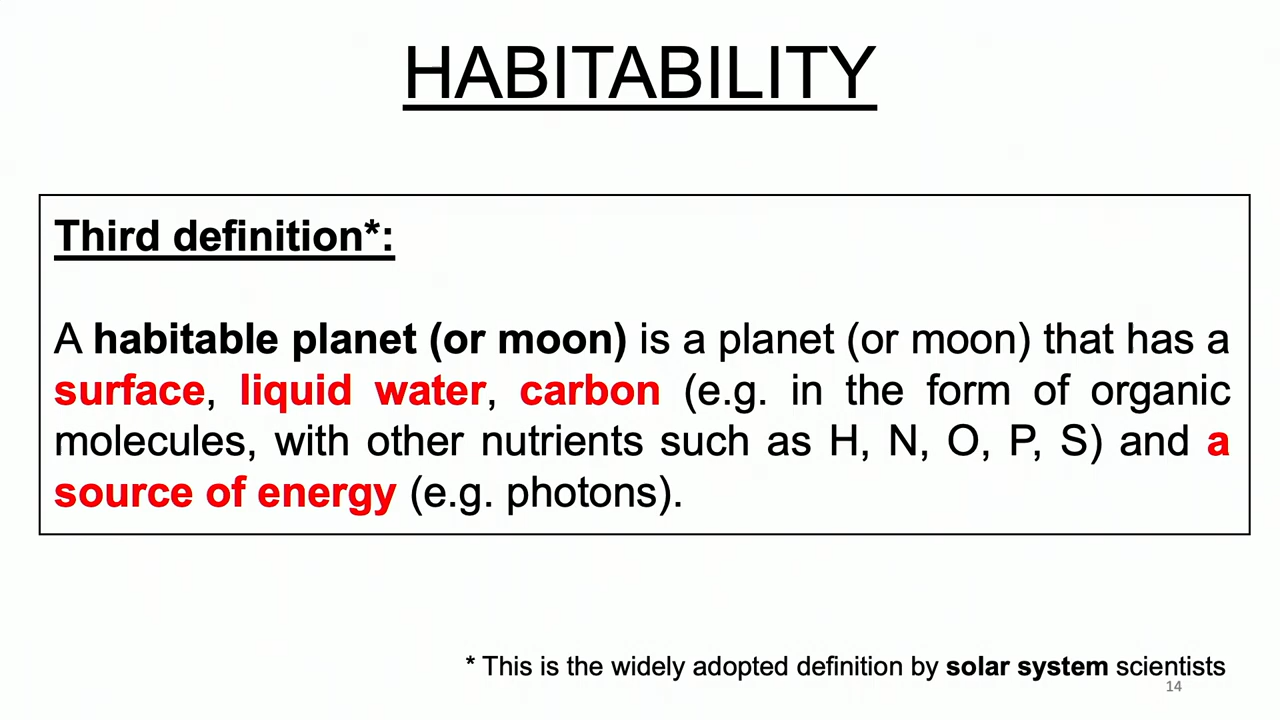 HABITABILITY
Third definition*:
A habitable planet (or moon) is a planet (or moon) that has a
surface, liquid water, carbon (e.g. in the form of organic
molecules, with other nutrients such as H, N, O, P, S) and a
source of energy (e.g. photons).
* This is the widely adopted definition by solar system scientists
14